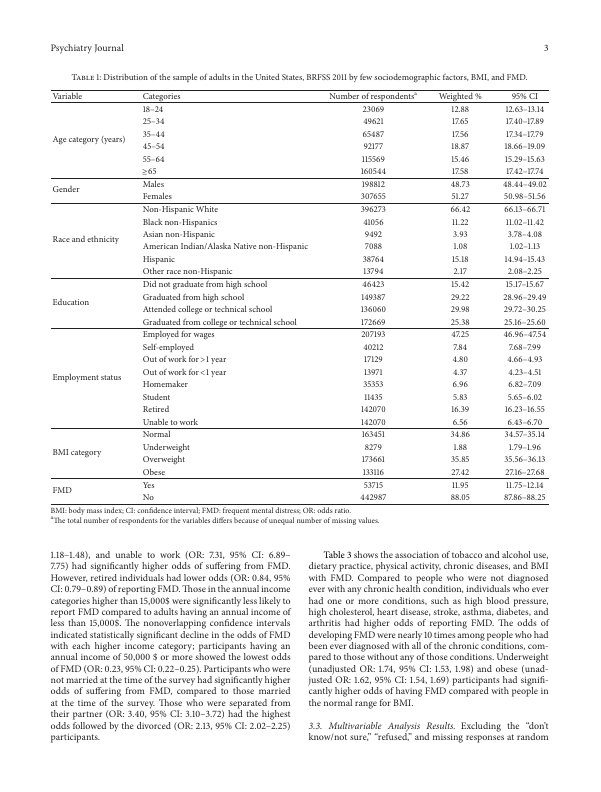 Psychiatry Journal 3
TABLE 1: Distribution of the sample of adults in the United States, BRFSS 2011 by few sociodemographic factors, BMI, and FMD.
Variable Categories Number of respondentsᵃ Weighted % 95% CI
Age category (years)
18–24 23069 12.88 12.63–13.14
25–34 49621 17.65 17.40–17.89
35–44 65487 17.56 17.34–17.79
45–54 92177 18.87 18.66–19.09
55–64 115569 15.46 15.29–15.63
≥65 160544 17.58 17.42–17.74
Gender
Males 198812 48.73 48.44–49.02
Females 307655 51.27 50.98–51.56
Race and ethnicity
Non-Hispanic White 396273 66.42 66.13–66.71
Black non-Hispanics 41056 11.22 11.02–11.42
Asian non-Hispanic 9492 3.93 3.78–4.08
American Indian/Alaska Native non-Hispanic 7088 1.08 1.02–1.13
Hispanic 38764 15.18 14.94–15.43
Other race non-Hispanic 13794 2.17 2.08–2.25
Education
Did not graduate from high school 46423 15.42 15.17–15.67
Graduated from high school 149387 29.22 28.96–29.49
Attended college or technical school 136060 29.98 29.72–30.25
Graduated from college or technical school 172669 25.38 25.16–25.60
Employment status
Employed for wages 207193 47.25 46.96–47.54
Self-employed 40212 7.84 7.68–7.99
Out of work for >1 year 17129 4.80 4.66–4.93
Out of work for <1 year 13971 4.37 4.23–4.51
Homemaker 35353 6.96 6.82–7.09
Student 11435 5.83 5.65–6.02
Retired 142070 16.39 16.23–16.55
Unable to work 142070 6.56 6.43–6.70
BMI category
Normal 163451 34.86 34.57–35.14
Underweight 8279 1.88 1.79–1.96
Overweight 173661 35.85 35.56–36.13
Obese 133116 27.42 27.16–27.68
FMD
Yes 53715 11.95 11.75–12.14
No 442987 88.05 87.86–88.25
BMI: body mass index; CI: confidence interval; FMD: frequent mental distress; OR: odds ratio.
ᵃThe total number of respondents for the variables differs because of unequal number of missing values.
1.18–1.48), and unable to work (OR: 7.31, 95% CI: 6.89–
7.75) had significantly higher odds of suffering from FMD.
However, retired individuals had lower odds (OR: 0.84, 95%
CI: 0.79–0.89) of reporting FMD. Those in the annual income
categories higher than 15,000$ were significantly less likely to
report FMD compared to adults having an annual income of
less than 15,000$. The nonoverlapping confidence intervals
indicated statistically significant decline in the odds of FMD
with each higher income category; participants having an
annual income of 50,000 $ or more showed the lowest odds
of FMD (OR: 0.23, 95% CI: 0.22–0.25). Participants who were
not married at the time of the survey had significantly higher
odds of suffering from FMD, compared to those married
at the time of the survey. Those who were separated from
their partner (OR: 3.40, 95% CI: 3.10–3.72) had the highest
odds followed by the divorced (OR: 2.13, 95% CI: 2.02–2.25)
participants.
Table 3 shows the association of tobacco and alcohol use,
dietary practice, physical activity, chronic diseases, and BMI
with FMD. Compared to people who were not diagnosed
ever with any chronic health condition, individuals who ever
had one or more conditions, such as high blood pressure,
high cholesterol, heart disease, stroke, asthma, diabetes, and
arthritis had higher odds of reporting FMD. The odds of
developing FMD were nearly 10 times among people who had
been ever diagnosed with all of the chronic conditions, com-
pared to those without any of those conditions. Underweight
(unadjusted OR: 1.74, 95% CI: 1.53, 1.98) and obese (unad-
justed OR: 1.62, 95% CI: 1.54, 1.69) participants had signifi-
cantly higher odds of having FMD compared with people in
the normal range for BMI.
3.3. Multivariable Analysis Results. Excluding the “don’t
know/not sure,” “refused,” and missing responses at random